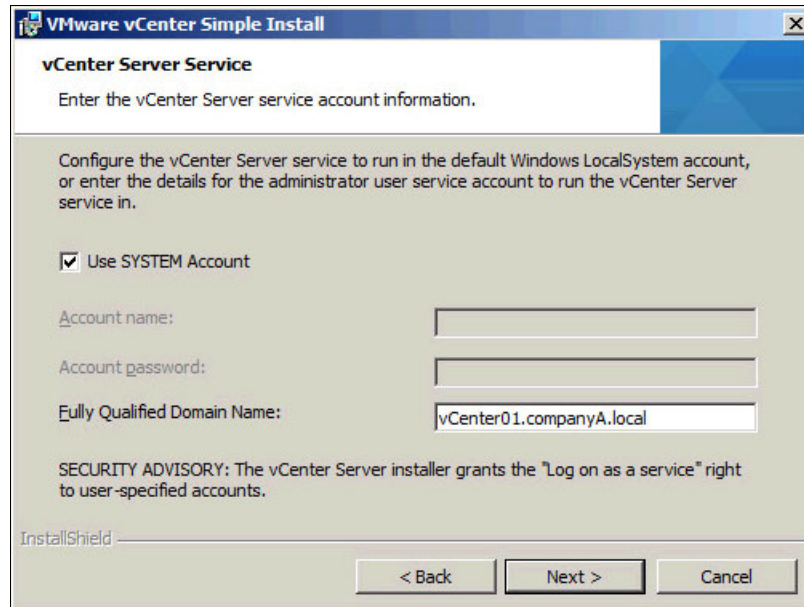 VMware vCenter Simple Install
vCenter Server Service
Enter the vCenter Server service account information.
Configure the vCenter Server service to run in the default Windows LocalSystem account,
or enter the details for the administrator user service account to run the vCenter Server
service in.
Use SYSTEM Account
Account name:
Account password:
Fully Qualified Domain Name:
vCenter01.companyA.local
SECURITY ADVISORY: The vCenter Server installer grants the "Log on as a service" right
to user-specified accounts.
InstallShield
< Back
Next >
Cancel